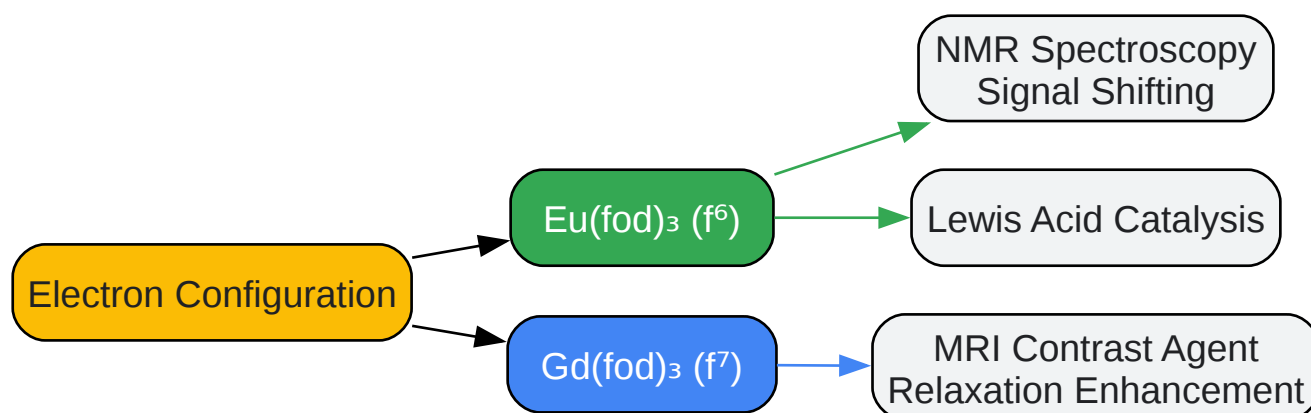 NMR Spectroscopy
Signal Shifting
Eu(fod)₃ (f⁶)
Lewis Acid Catalysis
Electron Configuration
Gd(fod)₃ (f⁷)
MRI Contrast Agent
Relaxation Enhancement